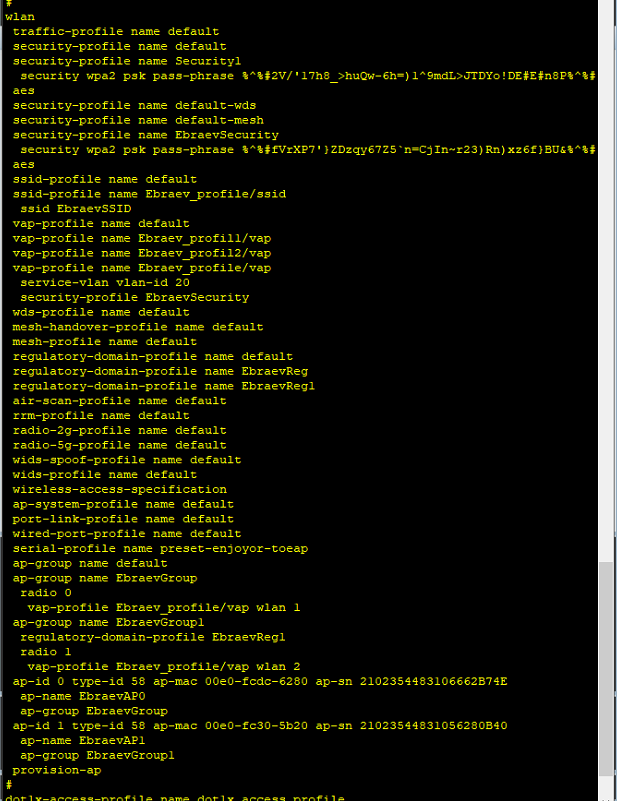 #
wlan
traffic-profile name default
security-profile name default
security-profile name Security1
security wpa2 psk pass-phrase %^%#2V/'17h8_>huQw-6h=)1^9mdL>JTDYo!DE#E#n8P%^%#
aes
security-profile name default-wds
security-profile name default-mesh
security-profile name EbraevSecurity
security wpa2 psk pass-phrase %^%#fVrXP7'}ZDzqy67Z5`n=CjIn~r23)Rn)xz6f}BU&%^%#
aes
ssid-profile name default
ssid-profile name Ebraev_profile/ssid
ssid EbraevSSID
vap-profile name default
vap-profile name Ebraev_profil1/vap
vap-profile name Ebraev_profil2/vap
vap-profile name Ebraev_profile/vap
service-vlan vlan-id 20
security-profile EbraevSecurity
wds-profile name default
mesh-handover-profile name default
mesh-profile name default
regulatory-domain-profile name default
regulatory-domain-profile name EbraevReg
regulatory-domain-profile name EbraevReg1
air-scan-profile name default
rrm-profile name default
radio-2g-profile name default
radio-5g-profile name default
wids-spoof-profile name default
wids-profile name default
wireless-access-specification
ap-system-profile name default
port-link-profile name default
wired-port-profile name default
serial-profile name preset-enjoyor-toeap
ap-group name default
ap-group name EbraevGroup
radio 0
vap-profile Ebraev_profile/vap wlan 1
ap-group name EbraevGroup1
regulatory-domain-profile EbraevReg1
radio 1
vap-profile Ebraev_profile/vap wlan 2
ap-id 0 type-id 58 ap-mac 00e0-fcdc-6280 ap-sn 2102354483106662B74E
ap-name EbraevAP0
ap-group EbraevGroup
ap-id 1 type-id 58 ap-mac 00e0-fc30-5b20 ap-sn 21023544831056280B40
ap-name EbraevAP1
ap-group EbraevGroup1
provision-ap
#
dot1x-access-profile name dot1x_access_profile